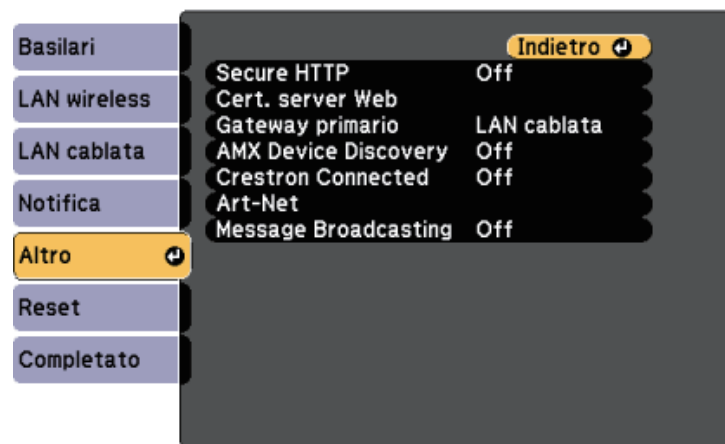 Basilari
LAN wireless
LAN cablata
Notifica
Altro
Reset
Completato
Indietro
Secure HTTP Off
Cert. server Web
Gateway primario LAN cablata
AMX Device Discovery Off
Crestron Connected Off
Art-Net
Message Broadcasting Off